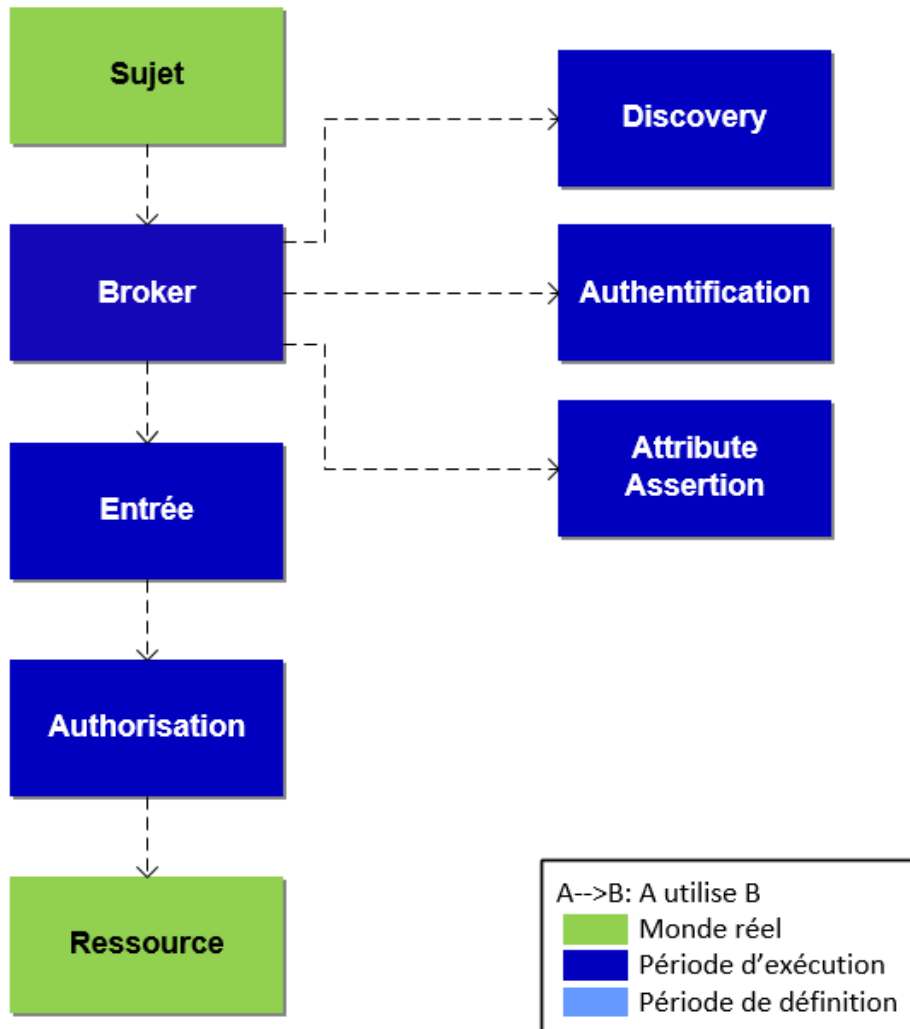 Sujet
Discovery
Broker
Authentification
Attribute
Assertion
Entrée
Authorisation
Ressource
A-->B: A utilise B
Monde réel
Période d'exécution
Période de définition